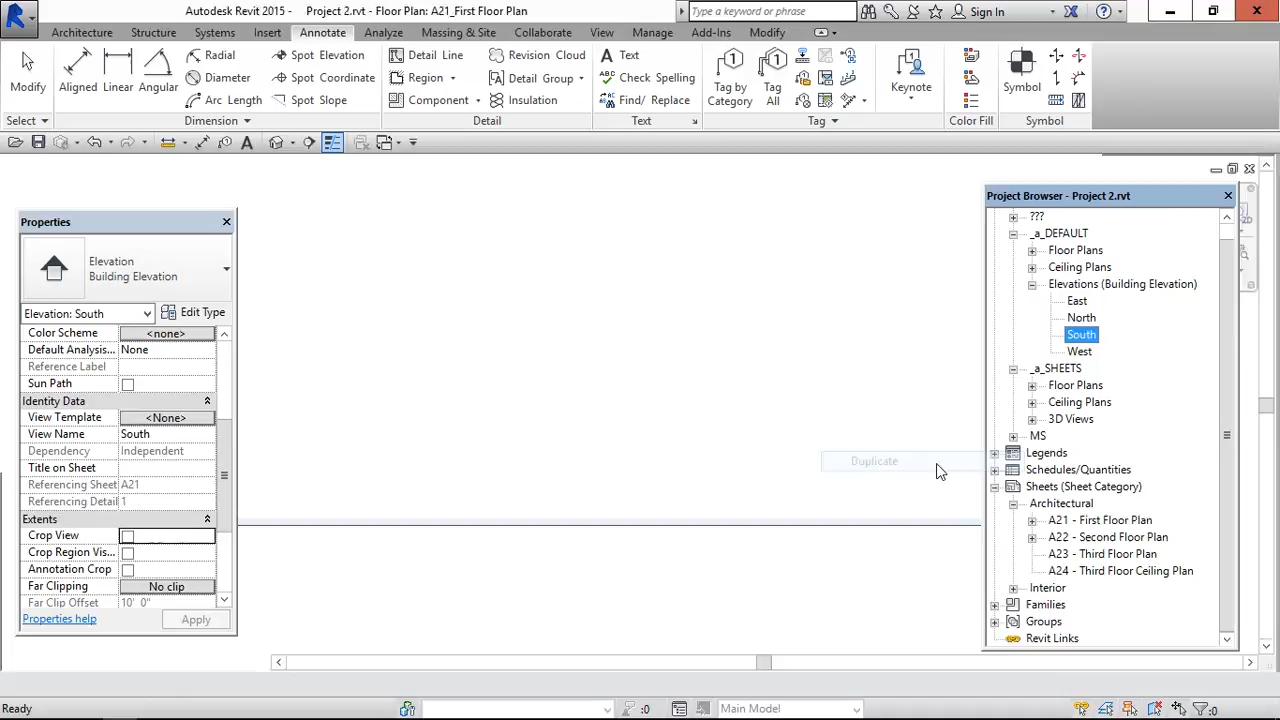 Autodesk Revit 2015 - Project 2.rvt - Floor Plan: A21_First Floor Plan
Type a keyword or phrase
Sign In
Architecture Structure Systems Insert Annotate Analyze Massing & Site Collaborate View Manage Add-Ins Modify
Modify
Aligned Linear Angular
Radial
Diameter
Arc Length
Spot Elevation
Spot Coordinate
Spot Slope
Detail Line
Region
Component
Revision Cloud
Detail Group
Insulation
Text
ABC Check Spelling
Find/ Replace
Tag by Category
Tag All
Keynote
Symbol
Select Dimension Detail Text Tag Color Fill Symbol
Properties
Elevation
Building Elevation
Elevation: South Edit Type
Color Scheme <none>
Default Analysis... None
Reference Label
Sun Path
Identity Data
View Template <None>
View Name South
Dependency Independent
Title on Sheet
Referencing Sheet A21
Referencing Detail 1
Extents
Crop View
Crop Region Vis...
Annotation Crop
Far Clipping No clip
Far Clip Offset 10' 0"
Properties help Apply
Duplicate
Project Browser - Project 2.rvt
???
_a_DEFAULT
Floor Plans
Ceiling Plans
Elevations (Building Elevation)
East
North
South
West
_a_SHEETS
Floor Plans
Ceiling Plans
3D Views
MS
Legends
Schedules/Quantities
Sheets (Sheet Category)
Architectural
A21 - First Floor Plan
A22 - Second Floor Plan
A23 - Third Floor Plan
A24 - Third Floor Ceiling Plan
Interior
Families
Groups
Revit Links
Ready :0 Main Model :0